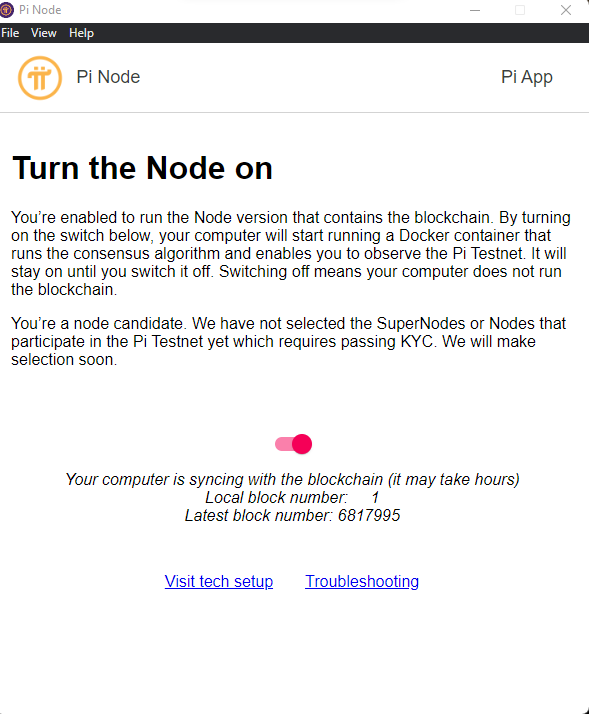 Pi Node
File View Help
Pi Node Pi App
Turn the Node on
You're enabled to run the Node version that contains the blockchain. By turning
on the switch below, your computer will start running a Docker container that
runs the consensus algorithm and enables you to observe the Pi Testnet. It will
stay on until you switch it off. Switching off means your computer does not run
the blockchain.
You're a node candidate. We have not selected the SuperNodes or Nodes that
participate in the Pi Testnet yet which requires passing KYC. We will make
selection soon.
Your computer is syncing with the blockchain (it may take hours)
Local block number: 1
Latest block number: 6817995
Visit tech setup Troubleshooting